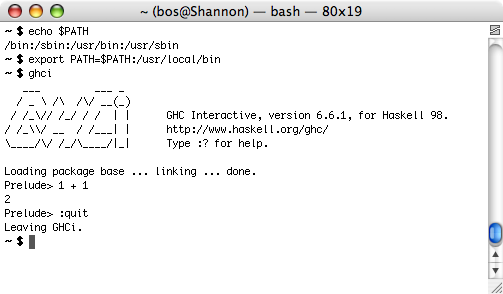 ~ (bos@Shannon) — bash — 80x19
~ $ echo $PATH
/bin:/sbin:/usr/bin:/usr/sbin
~ $ export PATH=$PATH:/usr/local/bin
~ $ ghci
   ___         ___ _
  / _ \ /\  /\/ __(_)
 / /_\// /_/ / /  | |      GHC Interactive, version 6.6.1, for Haskell 98.
/ /_\\/ __  / /___| |      http://www.haskell.org/ghc/
\____/\/ /_/\____/|_|      Type :? for help.
Loading package base ... linking ... done.
Prelude> 1 + 1
2
Prelude> :quit
Leaving GHCi.
~ $